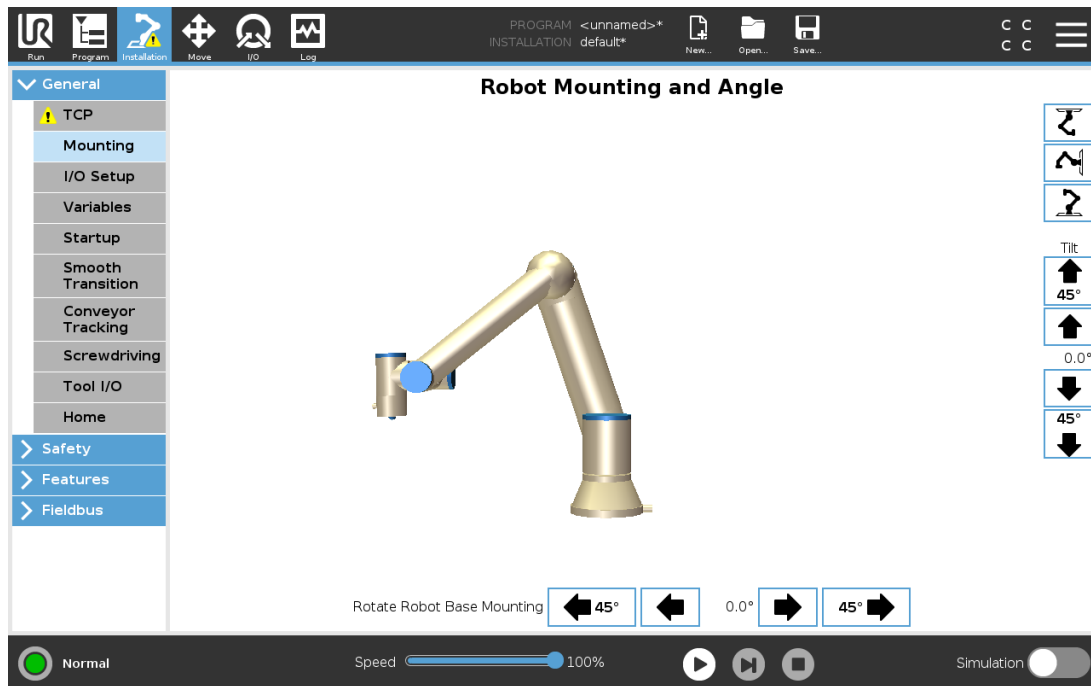 PROGRAM <unnamed>*
INSTALLATION default*
New... Open... Save...
C C
C C
UR
Run Program Installation Move I/O Log
General
TCP
Mounting
I/O Setup
Variables
Startup
Smooth
Transition
Conveyor
Tracking
Screwdriving
Tool I/O
Home
Safety
Features
Fieldbus
Robot Mounting and Angle
Tilt
45°
0.0°
45°
Rotate Robot Base Mounting 45° 0.0° 45°
Normal Speed 100% Simulation